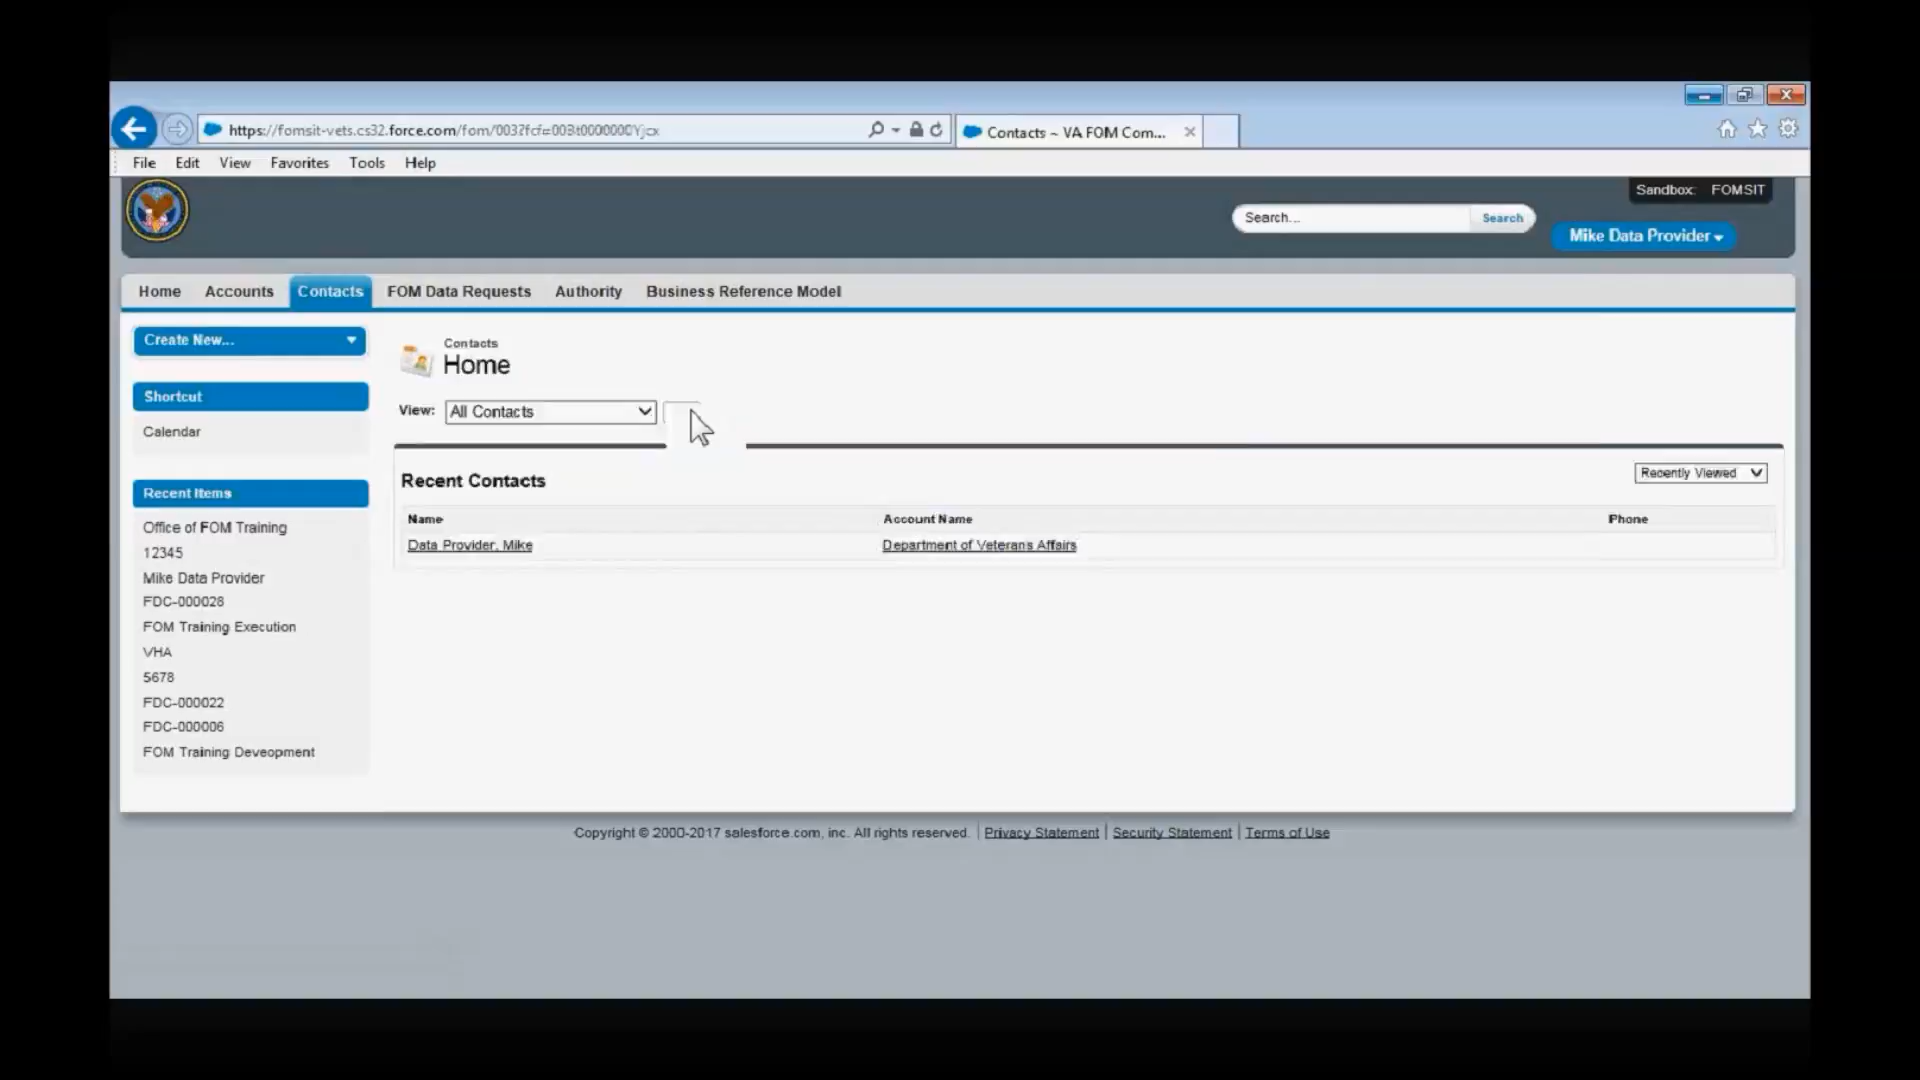 https://fomsit-vets.cs32.force.com/fom/003?fcf=00Bt0000000Yjcx
Contacts ~ VA FOM Com...
File Edit View Favorites Tools Help
Sandbox: FOMSIT
Search... Search
Mike Data Provider
Home Accounts Contacts FOM Data Requests Authority Business Reference Model
Create New...
Shortcut
Calendar
Recent Items
Office of FOM Training
12345
Mike Data Provider
FDC-000028
FOM Training Execution
VHA
5678
FDC-000022
FDC-000006
FOM Training Deveopment
Contacts
Home
View: All Contacts
Recent Contacts
Recently Viewed
Name Account Name Phone
Data Provider, Mike Department of Veterans Affairs
Copyright © 2000-2017 salesforce.com, inc. All rights reserved. | Privacy Statement | Security Statement | Terms of Use